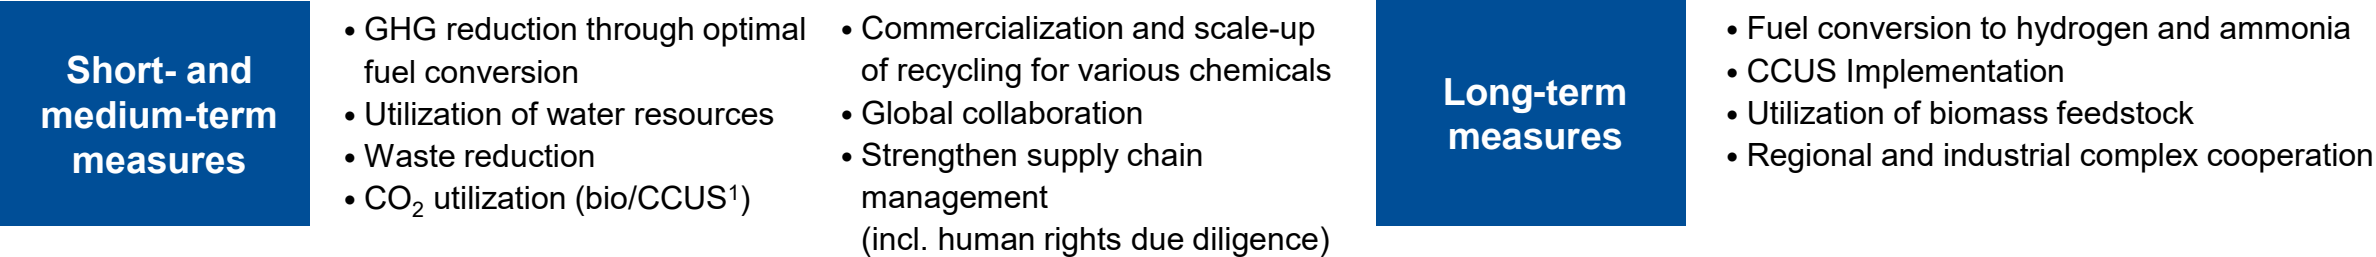 Short- and
medium-term
measures
• GHG reduction through optimal
fuel conversion
• Utilization of water resources
• Waste reduction
• CO₂ utilization (bio/CCUS¹)
• Commercialization and scale-up
of recycling for various chemicals
• Global collaboration
• Strengthen supply chain
management
(incl. human rights due diligence)
Long-term
measures
• Fuel conversion to hydrogen and ammonia
• CCUS Implementation
• Utilization of biomass feedstock
• Regional and industrial complex cooperation